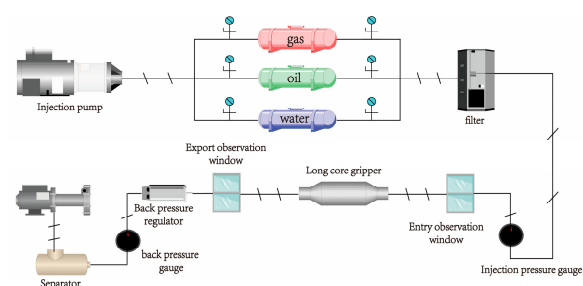 gas
oil
water
Injection pump
filter
Export observation
window
Long core gripper
Back pressure
regulator
Entry observation
window
back pressure
gauge
Injection pressure gauge
Separator